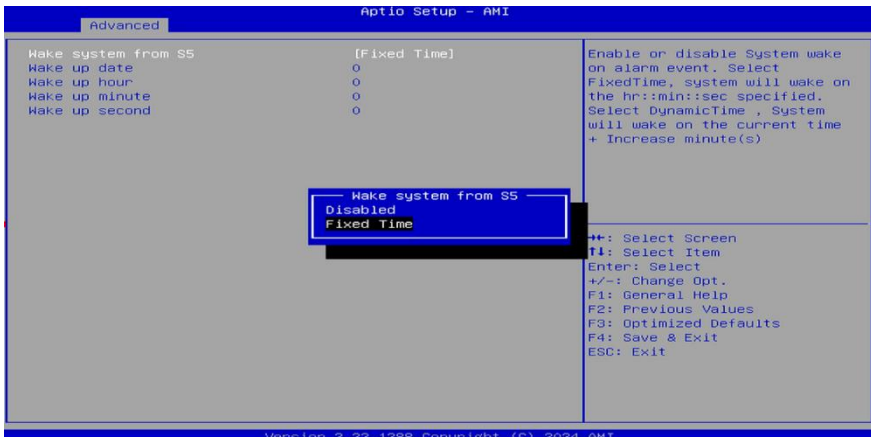 Aptio Setup - AMI
Advanced
Wake system from S5 [Fixed Time]
Wake up date 0
Wake up hour 0
Wake up minute 0
Wake up second 0
Enable or disable System wake
on alarm event. Select
FixedTime, system will wake on
the hr::min::sec specified.
Select DynamicTime , System
will wake on the current time
+ Increase minute(s)
Wake system from S5
Disabled
Fixed Time
→←: Select Screen
↑↓: Select Item
Enter: Select
+/-: Change Opt.
F1: General Help
F2: Previous Values
F3: Optimized Defaults
F4: Save & Exit
ESC: Exit
Version 2.22.1288 Copyright (C) 2024 AMI